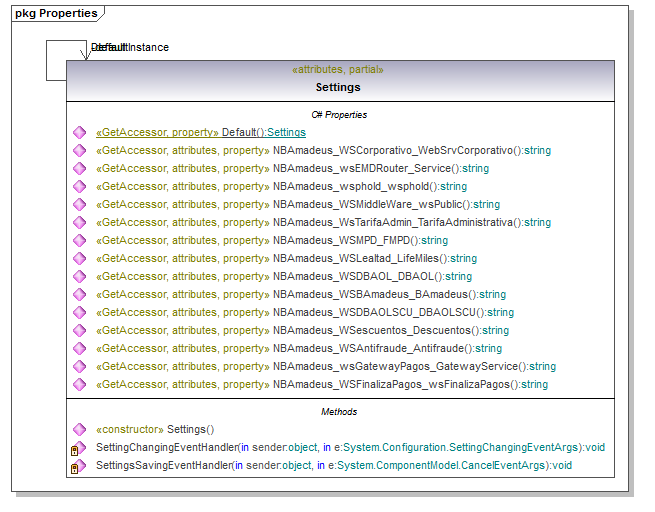 pkg Properties
defaultInstance
Default
«attributes, partial»
Settings
C# Properties
«GetAccessor, property» Default():Settings
«GetAccessor, attributes, property» NBAmadeus_WSCorporativo_WebSrvCorporativo():string
«GetAccessor, attributes, property» NBAmadeus_wsEMDRouter_Service():string
«GetAccessor, attributes, property» NBAmadeus_wsphold_wsphold():string
«GetAccessor, attributes, property» NBAmadeus_WSMiddleWare_wsPublic():string
«GetAccessor, attributes, property» NBAmadeus_WsTarifaAdmin_TarifaAdministrativa():string
«GetAccessor, attributes, property» NBAmadeus_WSMPD_FMPD():string
«GetAccessor, attributes, property» NBAmadeus_WSLealtad_LifeMiles():string
«GetAccessor, attributes, property» NBAmadeus_WSDBAOL_DBAOL():string
«GetAccessor, attributes, property» NBAmadeus_WSBAmadeus_BAmadeus():string
«GetAccessor, attributes, property» NBAmadeus_WSDBAOLSCU_DBAOLSCU():string
«GetAccessor, attributes, property» NBAmadeus_WSescuentos_Descuentos():string
«GetAccessor, attributes, property» NBAmadeus_WSAntifraude_Antifraude():string
«GetAccessor, attributes, property» NBAmadeus_wsGatewayPagos_GatewayService():string
«GetAccessor, attributes, property» NBAmadeus_WSFinalizaPagos_wsFinalizaPagos():string
Methods
«constructor» Settings()
SettingChangingEventHandler(in sender:object, in e:System.Configuration.SettingChangingEventArgs):void
SettingsSavingEventHandler(in sender:object, in e:System.ComponentModel.CancelEventArgs):void